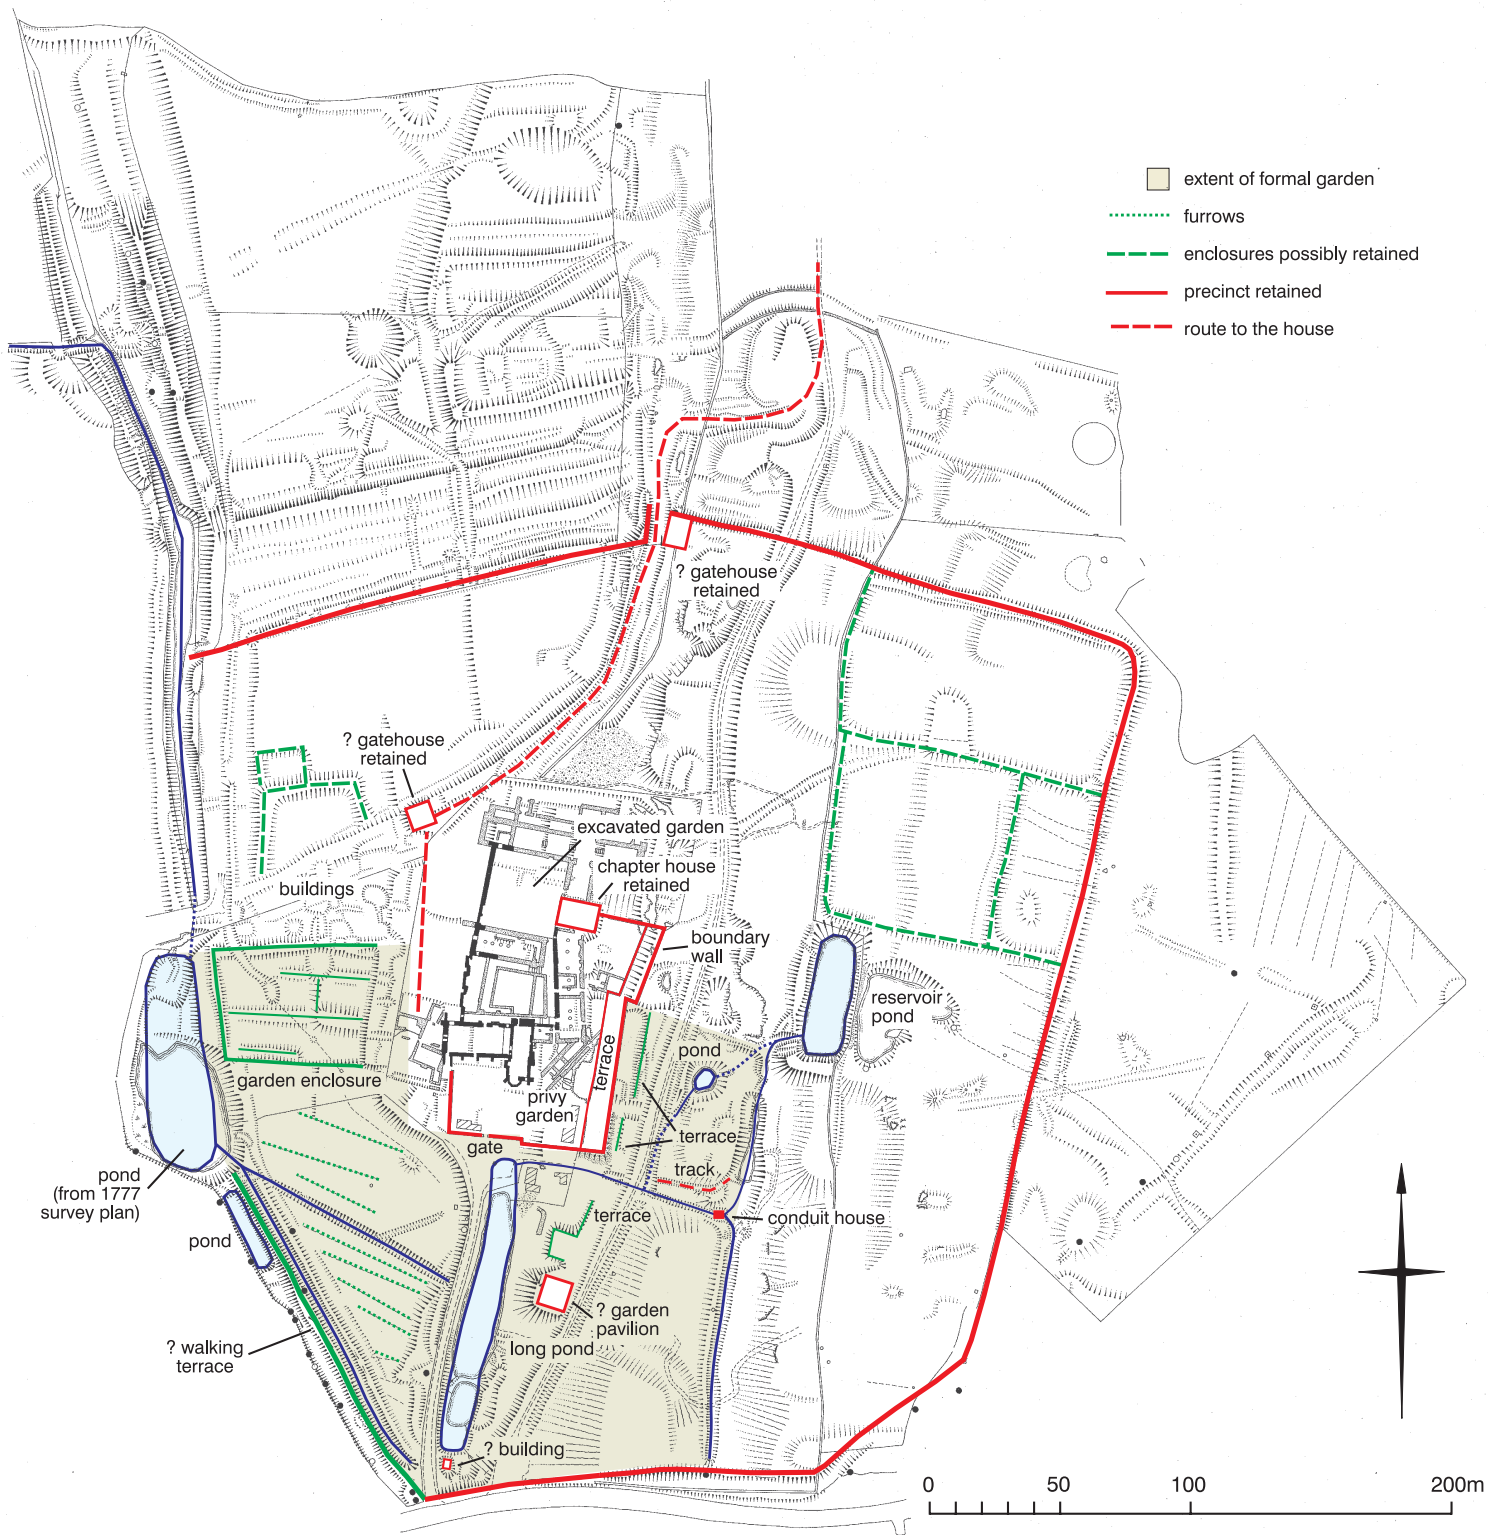 extent of formal garden
furrows
enclosures possibly retained
precinct retained
route to the house
? gatehouse
retained
? gatehouse
retained
excavated garden
chapter house
retained
buildings
boundary
wall
reservoir
pond
terrace
pond
garden enclosure
privy
garden
gate
terrace
track
pond
(from 1777
survey plan)
terrace
conduit house
pond
? garden
pavilion
long pond
? walking
terrace
? building
0 50 100 200m